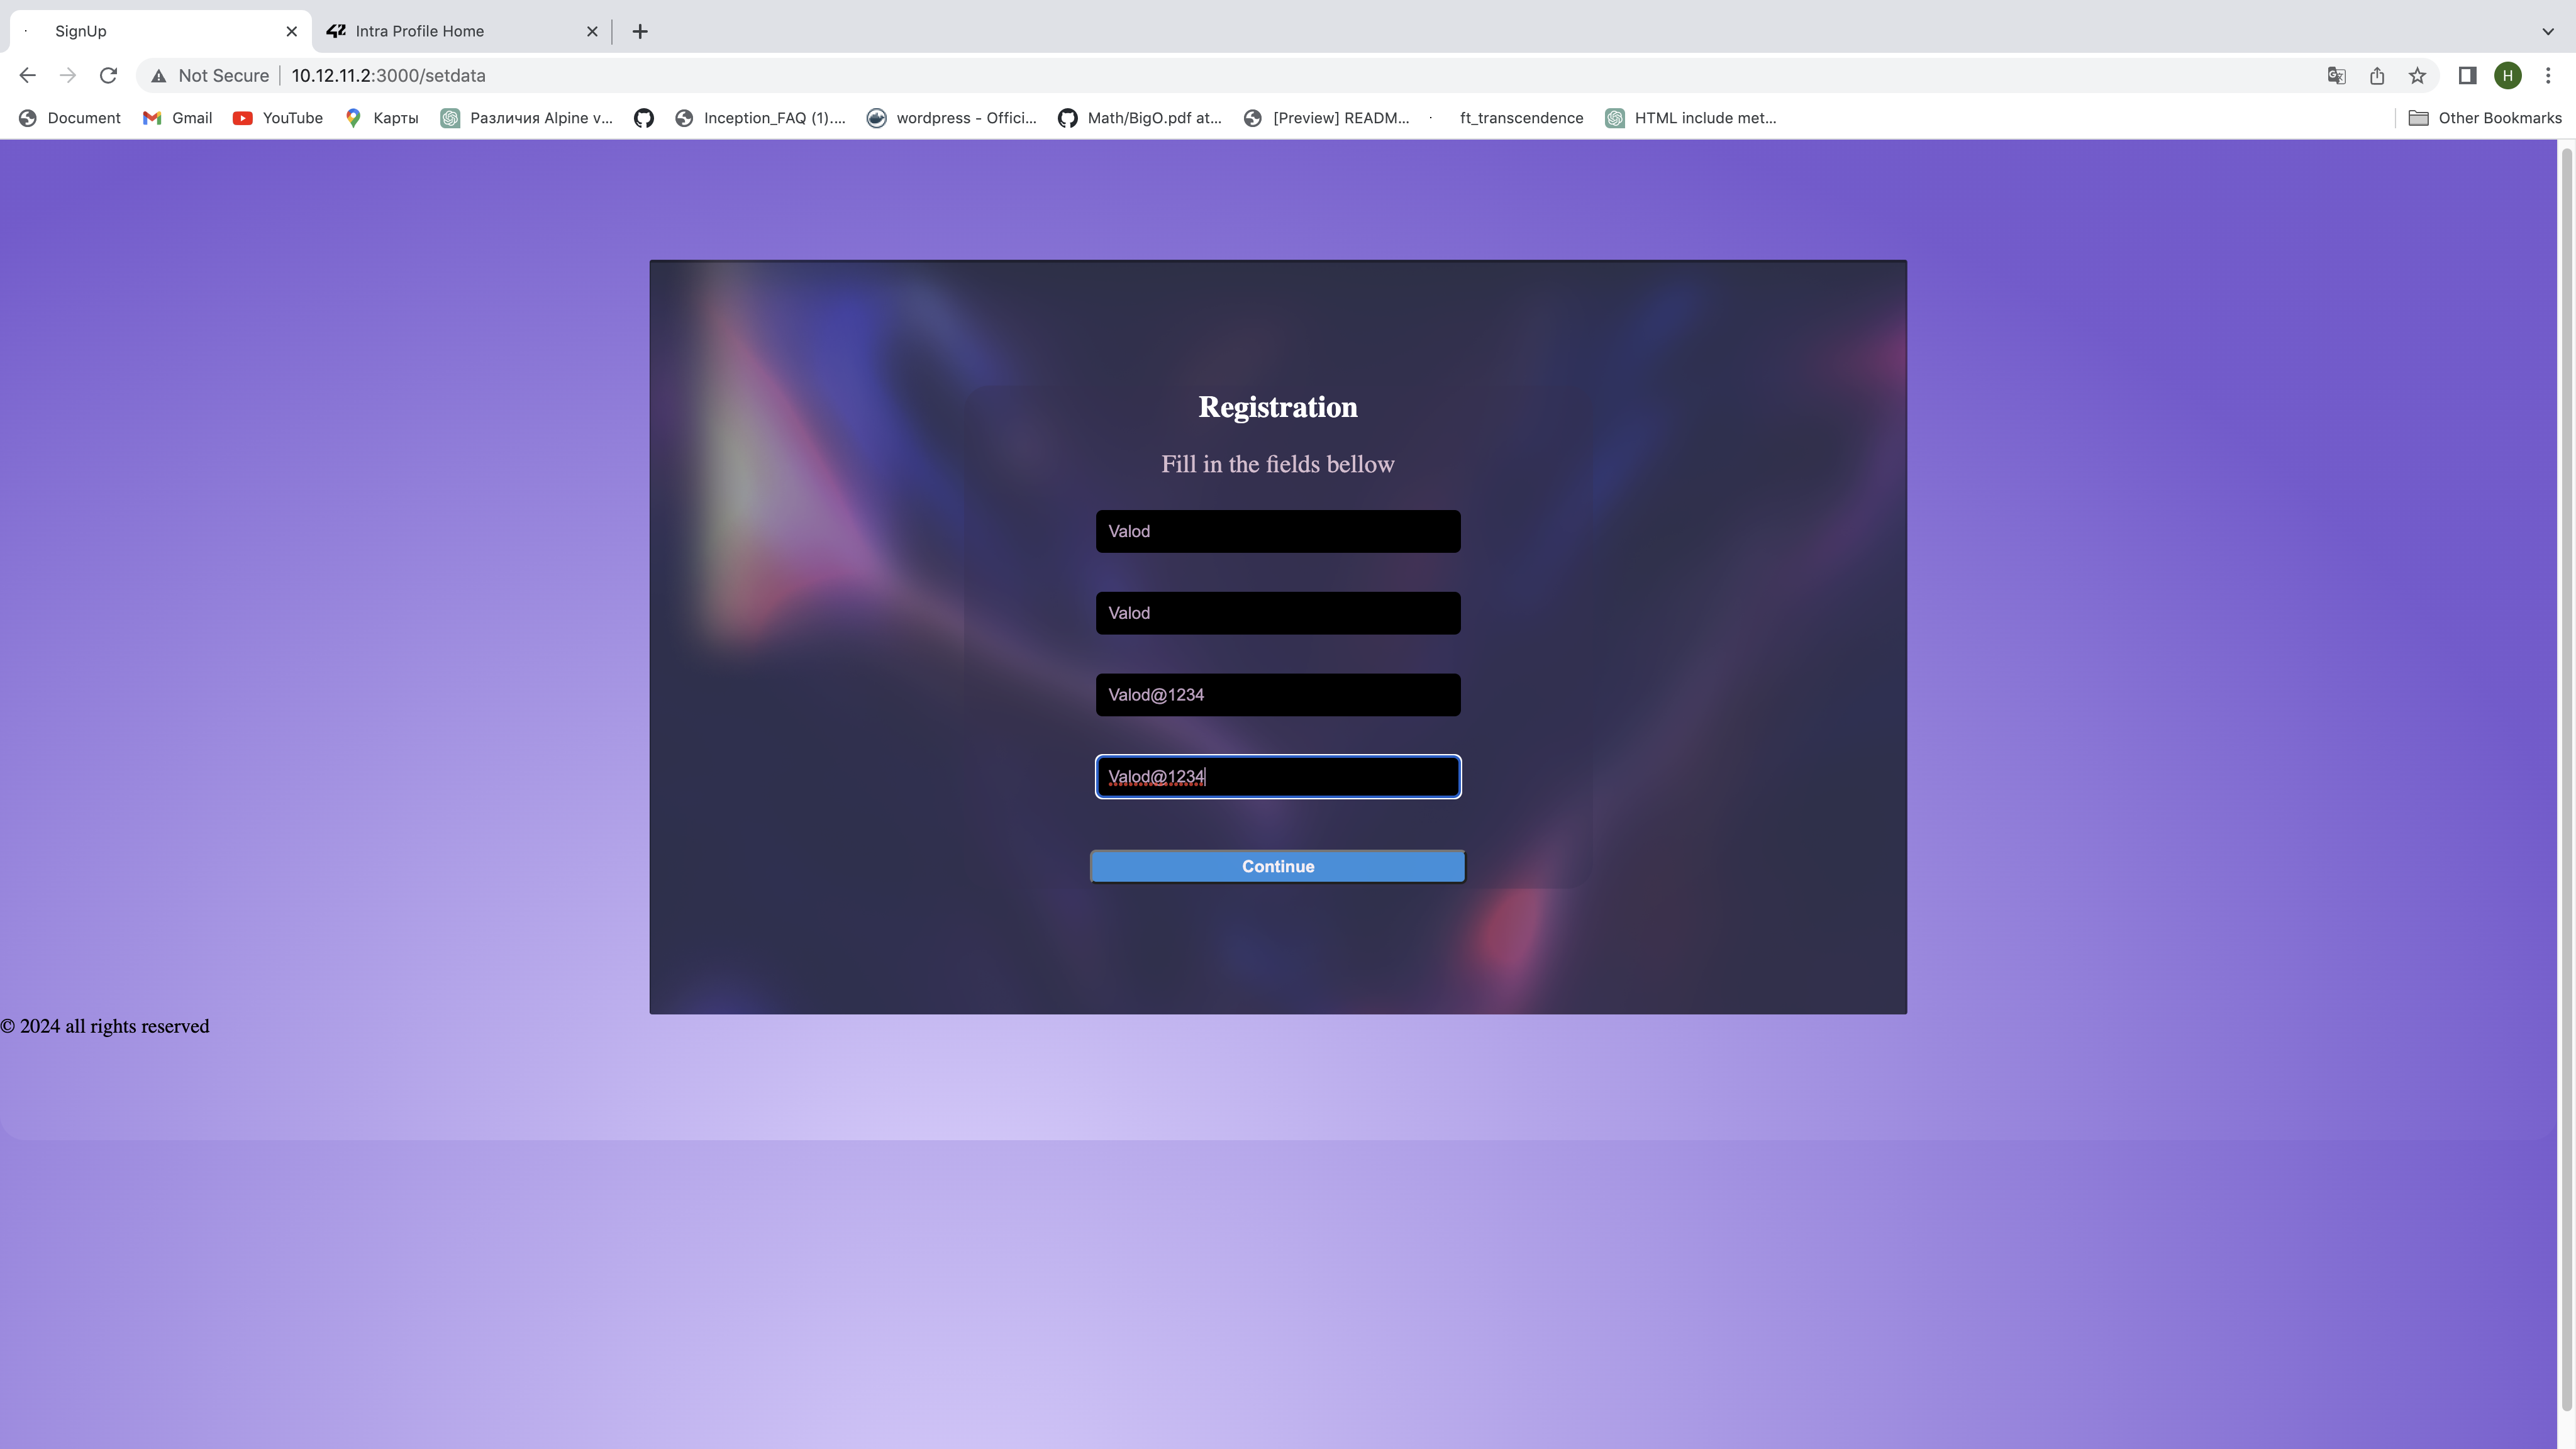 SignUp
42 Intra Profile Home
Not Secure 10.12.11.2:3000/setdata
H
Document Gmail YouTube Карты Различия Alpine v... Inception_FAQ (1).... wordpress - Offici... Math/BigO.pdf at... [Preview] READM... ft_transcendence HTML include met... Other Bookmarks
Registration
Fill in the fields bellow
Valod
Valod
Valod@1234
Valod@1234
Continue
© 2024 all rights reserved